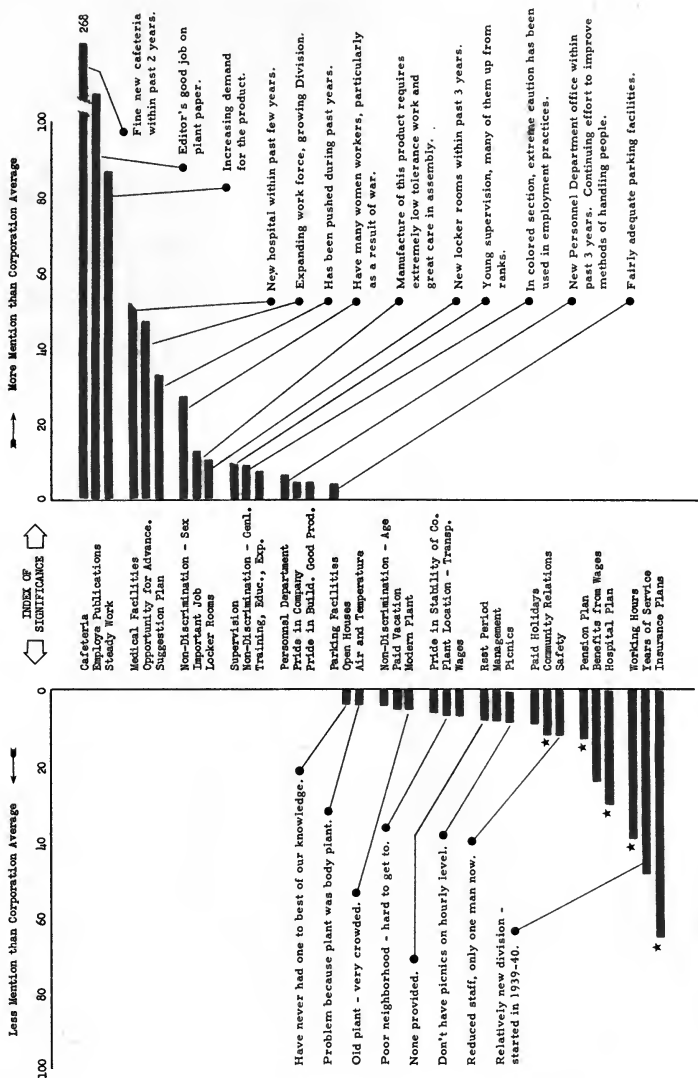 Less Mention than Corporation Average
More Mention than Corporation Average
INDEX OF
SIGNIFICANCE
100
80
60
40
20
0
0
20
40
60
80
100
268
Cafeteria
Employe Publications
Steady Work
Medical Facilities
Opportunity for Advance.
Suggestion Plan
Non-Discrimination - Sex
Important Job
Locker Rooms
Supervision
Non-Discrimination - Genl.
Training, Educ., Exp.
Personnel Department
Pride in Company
Pride in Build. Good Prod.
Parking Facilities
Open Houses
Air and Temperature
Non-Discrimination - Age
Paid Vacation
Modern Plant
Pride in Stability of Co.
Plant Location - Transp.
Wages
Rest Period
Management
Picnics
Paid Holidays
Community Relations
Safety
Pension Plan
Benefits from Wages
Hospital Plan
Working Hours
Years of Service
Insurance Plans
Fine new cafeteria
within past 2 years.
Editor's good job on
plant paper.
Increasing demand
for the product.
New hospital within past few years.
Expanding work force, growing Division.
Has been pushed during past years.
Have many women workers, particularly
as a result of war.
Manufacture of this product requires
extremely low tolerance work and
great care in assembly.
New locker rooms within past 3 years.
Young supervision, many of them up from
ranks.
In colored section, extreme caution has been
used in employment practices.
New Personnel Department office within
past 3 years. Continuing effort to improve
methods of handling people.
Fairly adequate parking facilities.
Have never had one to best of our knowledge.
Problem because plant was body plant.
Old plant - very crowded.
Poor neighborhood - hard to get to.
None provided.
Don't have picnics on hourly level.
Reduced staff, only one man now.
Relatively new division -
started in 1939-40.